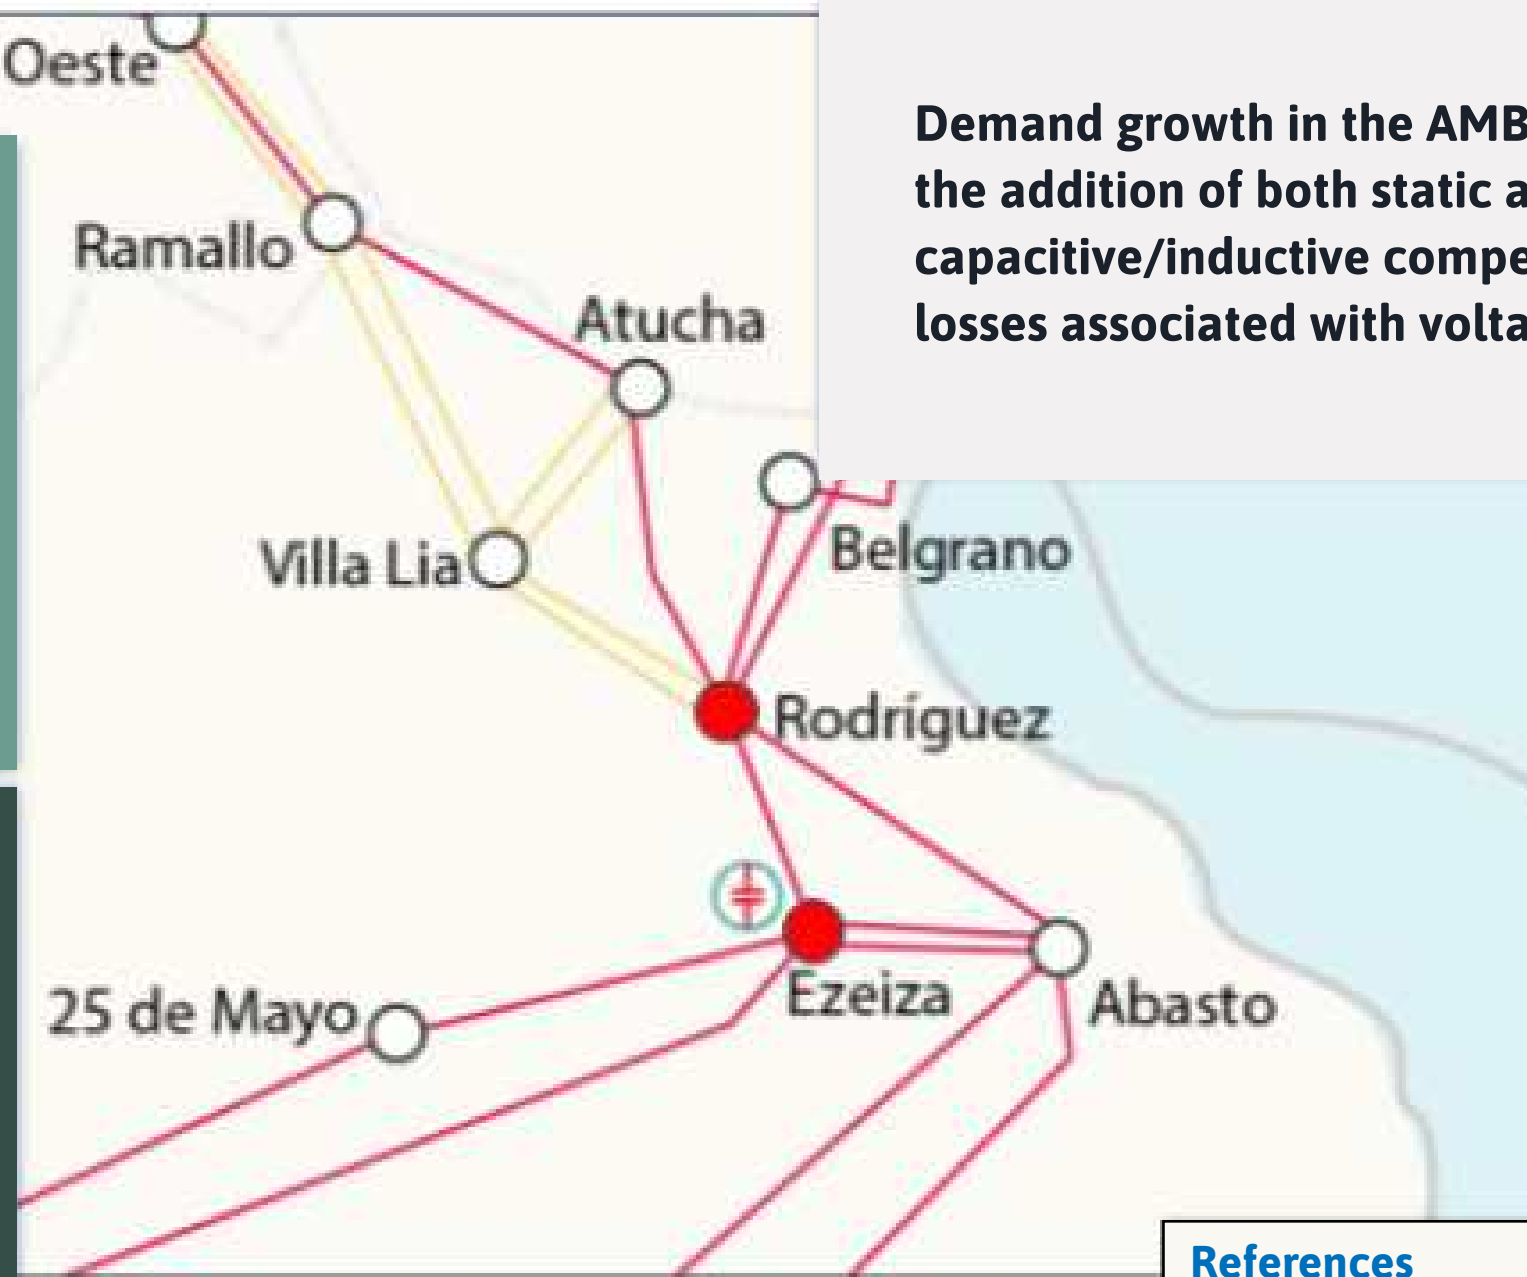 Oeste
Demand growth in the AMB
the addition of both static a
capacitive/inductive compe
losses associated with volta
Ramallo
Atucha
Belgrano
Villa Lia
Rodríguez
Ezeiza
25 de Mayo
Abasto
References